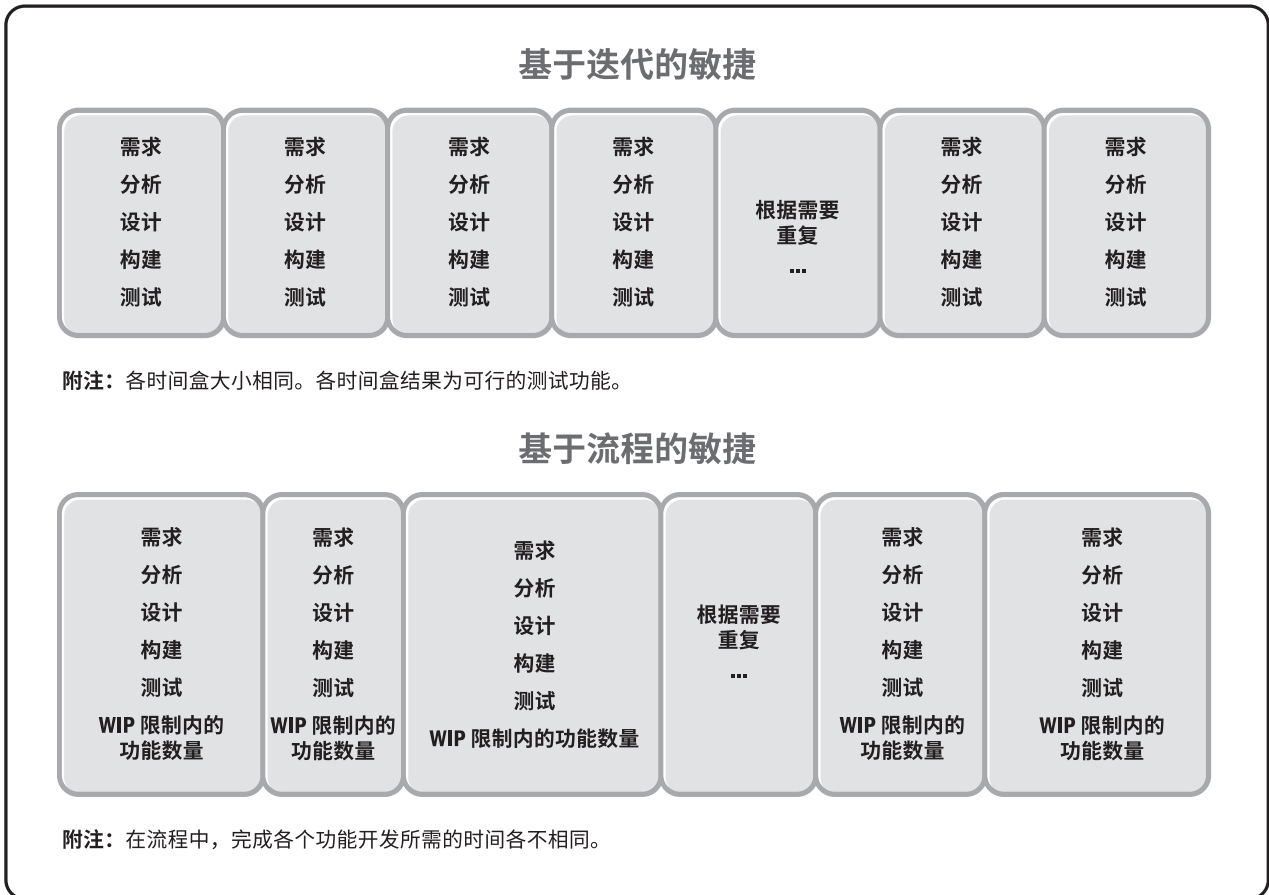 基于迭代的敏捷
需求
分析
设计
构建
测试
需求
分析
设计
构建
测试
需求
分析
设计
构建
测试
需求
分析
设计
构建
测试
根据需要
重复
...
需求
分析
设计
构建
测试
需求
分析
设计
构建
测试
附注：各时间盒大小相同。各时间盒结果为可行的测试功能。
基于流程的敏捷
需求
分析
设计
构建
测试
WIP 限制内的
功能数量
需求
分析
设计
构建
测试
WIP 限制内的
功能数量
需求
分析
设计
构建
测试
WIP 限制内的功能数量
根据需要
重复
...
需求
分析
设计
构建
测试
WIP 限制内的
功能数量
需求
分析
设计
构建
测试
WIP 限制内的
功能数量
附注：在流程中，完成各个功能开发所需的时间各不相同。